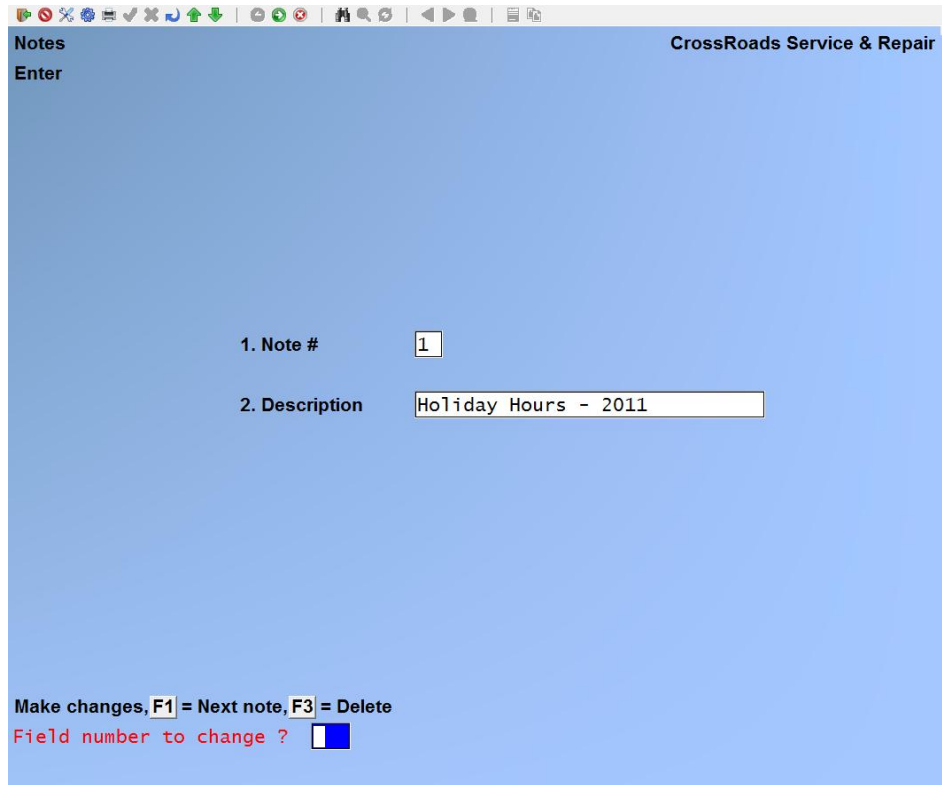 Notes CrossRoads Service & Repair
Enter
1. Note # 1
2. Description Holiday Hours - 2011
Make changes, F1 = Next note, F3 = Delete
Field number to change ?